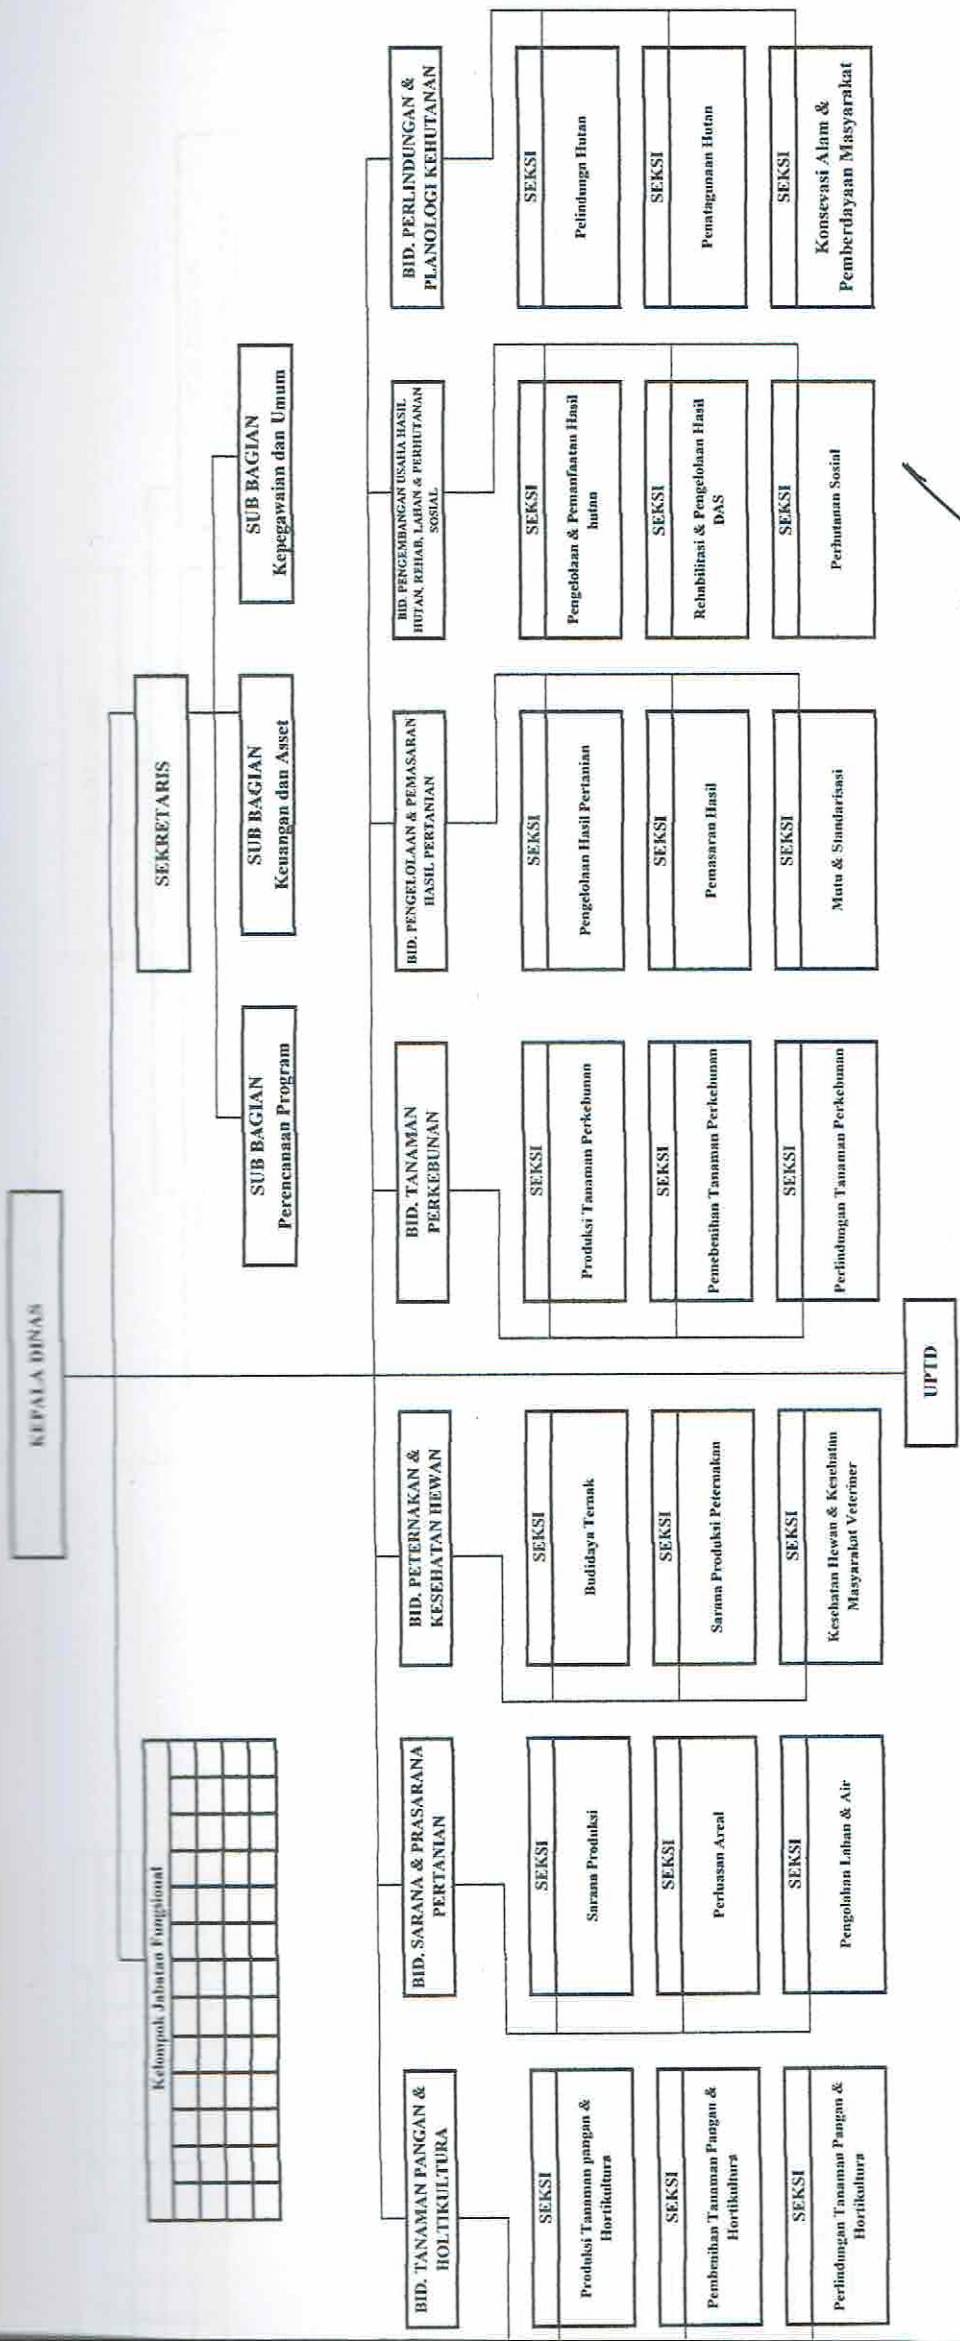 KEPALA DINAS
Kelompok Jabatan Fungsional
SEKRETARIS
SUB BAGIAN
Perencanaan Program
SUB BAGIAN
Keuangan dan Asset
SUB BAGIAN
Kepegawaian dan Umum
BID. TANAMAN PANGAN &
HOLTIKULTURA
SEKSI
Produksi Tanaman pangan &
Hortikultura
SEKSI
Pembenihan Tanaman Pangan &
Hortikultura
SEKSI
Perlindungan Tanaman Pangan &
Hortikultura
BID. SARANA & PRASARANA
PERTANIAN
SEKSI
Sarana Produksi
SEKSI
Perluasan Areal
SEKSI
Pengolahan Lahan & Air
BID. PETERNAKAN &
KESEHATAN HEWAN
SEKSI
Budidaya Ternak
SEKSI
Sarana Produksi Peternakan
SEKSI
Kesehatan Hewan & Kesehatan
Masyarakat Veteriner
BID. TANAMAN
PERKEBUNAN
SEKSI
Produksi Tanaman Perkebunan
SEKSI
Pemebenihan Tanaman Perkebunan
SEKSI
Perlindungan Tanaman Perkebunan
BID. PENGELOLAAN & PEMASARAN
HASIL PERTANIAN
SEKSI
Pengelolaan Hasil Pertanian
SEKSI
Pemasaran Hasil
SEKSI
Mutu & Standarisasi
BID. PENGEMBANGAN USAHA HASIL
HUTAN, REHAB, LAHAN & PERHUTANAN
SOSIAL
SEKSI
Pengelolaan & Pemanfaatan Hasil
hutan
SEKSI
Rehabilitasi & Pengelolaan Hasil
DAS
SEKSI
Perhutanan Sosial
BID. PERLINDUNGAN &
PLANOLOGI KEHUTANAN
SEKSI
Pelindungn Hutan
SEKSI
Penatagunaan Hutan
SEKSI
Konsevasi Alam &
Pemberdayaan Masyarakat
UPTD